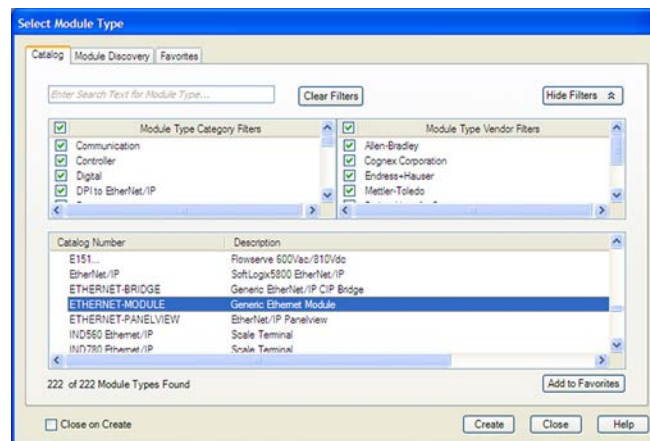 Select Module Type
Catalog Module Discovery Favorites
Enter Search Text for Module Type...
Clear Filters
Hide Filters
Module Type Category Filters
Communication
Controller
Digital
DPI to EtherNet/IP
Module Type Vendor Filters
Allen-Bradley
Cognex Corporation
Endress+Hauser
Mettler-Toledo
Catalog Number Description
E151... Flowserve 600Vac/810Vdc
EtherNet/IP SoftLogix5800 EtherNet/IP
ETHERNET-BRIDGE Generic EtherNet/IP CIP Bridge
ETHERNET-MODULE Generic Ethernet Module
ETHERNET-PANELVIEW EtherNet/IP Panelview
IND560 Ethernet/IP Scale Terminal
IND780 Ethernet/IP Scale Terminal
222 of 222 Module Types Found
Add to Favorites
Close on Create
Create Close Help